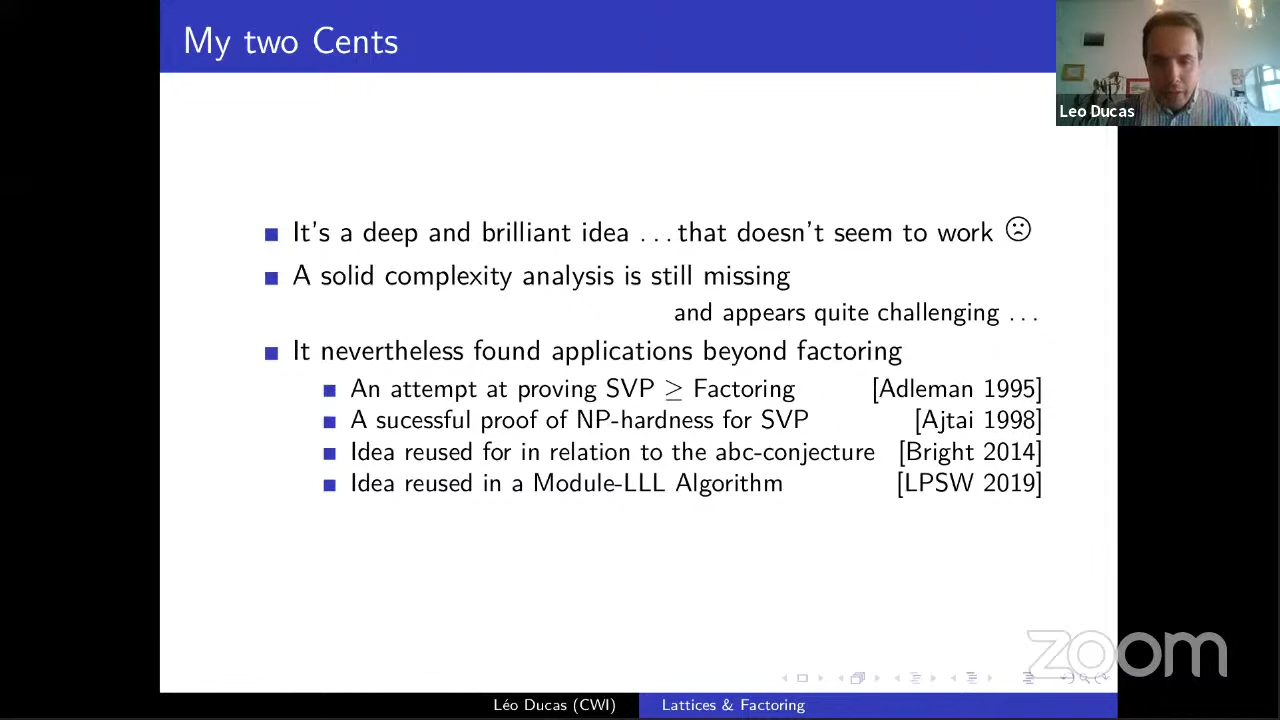 My two Cents
Leo Ducas
It's a deep and brilliant idea ... that doesn't seem to work ☹
A solid complexity analysis is still missing
and appears quite challenging ...
It nevertheless found applications beyond factoring
An attempt at proving SVP ≥ Factoring [Adleman 1995]
A sucessful proof of NP-hardness for SVP [Ajtai 1998]
Idea reused for in relation to the abc-conjecture [Bright 2014]
Idea reused in a Module-LLL Algorithm [LPSW 2019]
zoom
Léo Ducas (CWI) Lattices & Factoring